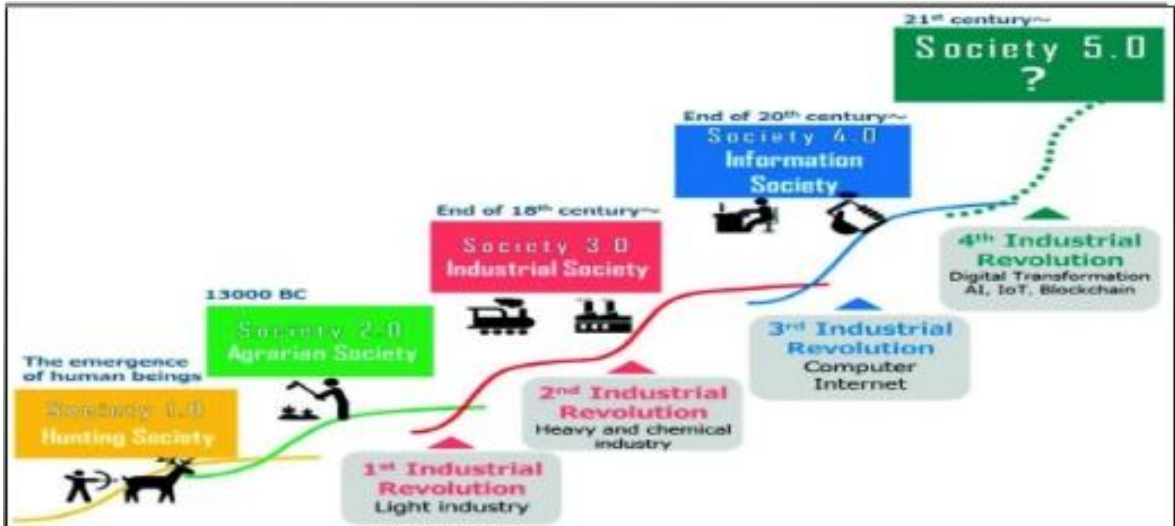 21st century~
Society 5.0
?
End of 20th century~
Society 4.0
Information
Society
End of 18th century~
Society 3.0
Industrial Society
13000 BC
Society 2.0
Agrarian Society
The emergence
of human beings
Society 1.0
Hunting Society
1st Industrial
Revolution
Light industry
2nd Industrial
Revolution
Heavy and chemical
industry
3rd Industrial
Revolution
Computer
Internet
4th Industrial
Revolution
Digital Transformation
AI, IoT, Blockchain